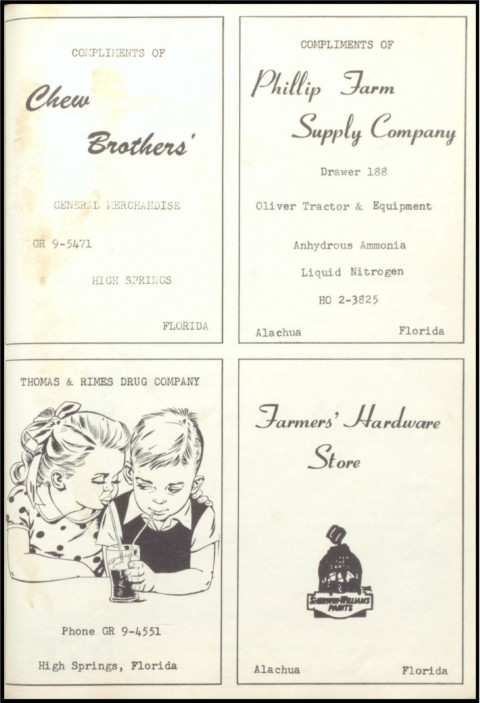 COMPLIMENTS OF
Chew
Brothers'
GENERAL MERCHANDISE
GR 9-5471
HIGH SPRINGS
FLORIDA
COMPLIMENTS OF
Phillip Farm
Supply Company
Drawer 188
Oliver Tractor & Equipment
Anhydrous Ammonia
Liquid Nitrogen
HO 2-3825
Alachua Florida
THOMAS & RIMES DRUG COMPANY
Phone GR 9-4551
High Springs, Florida
Farmers' Hardware
Store
SHERWIN-WILLIAMS
PAINTS
Alachua Florida